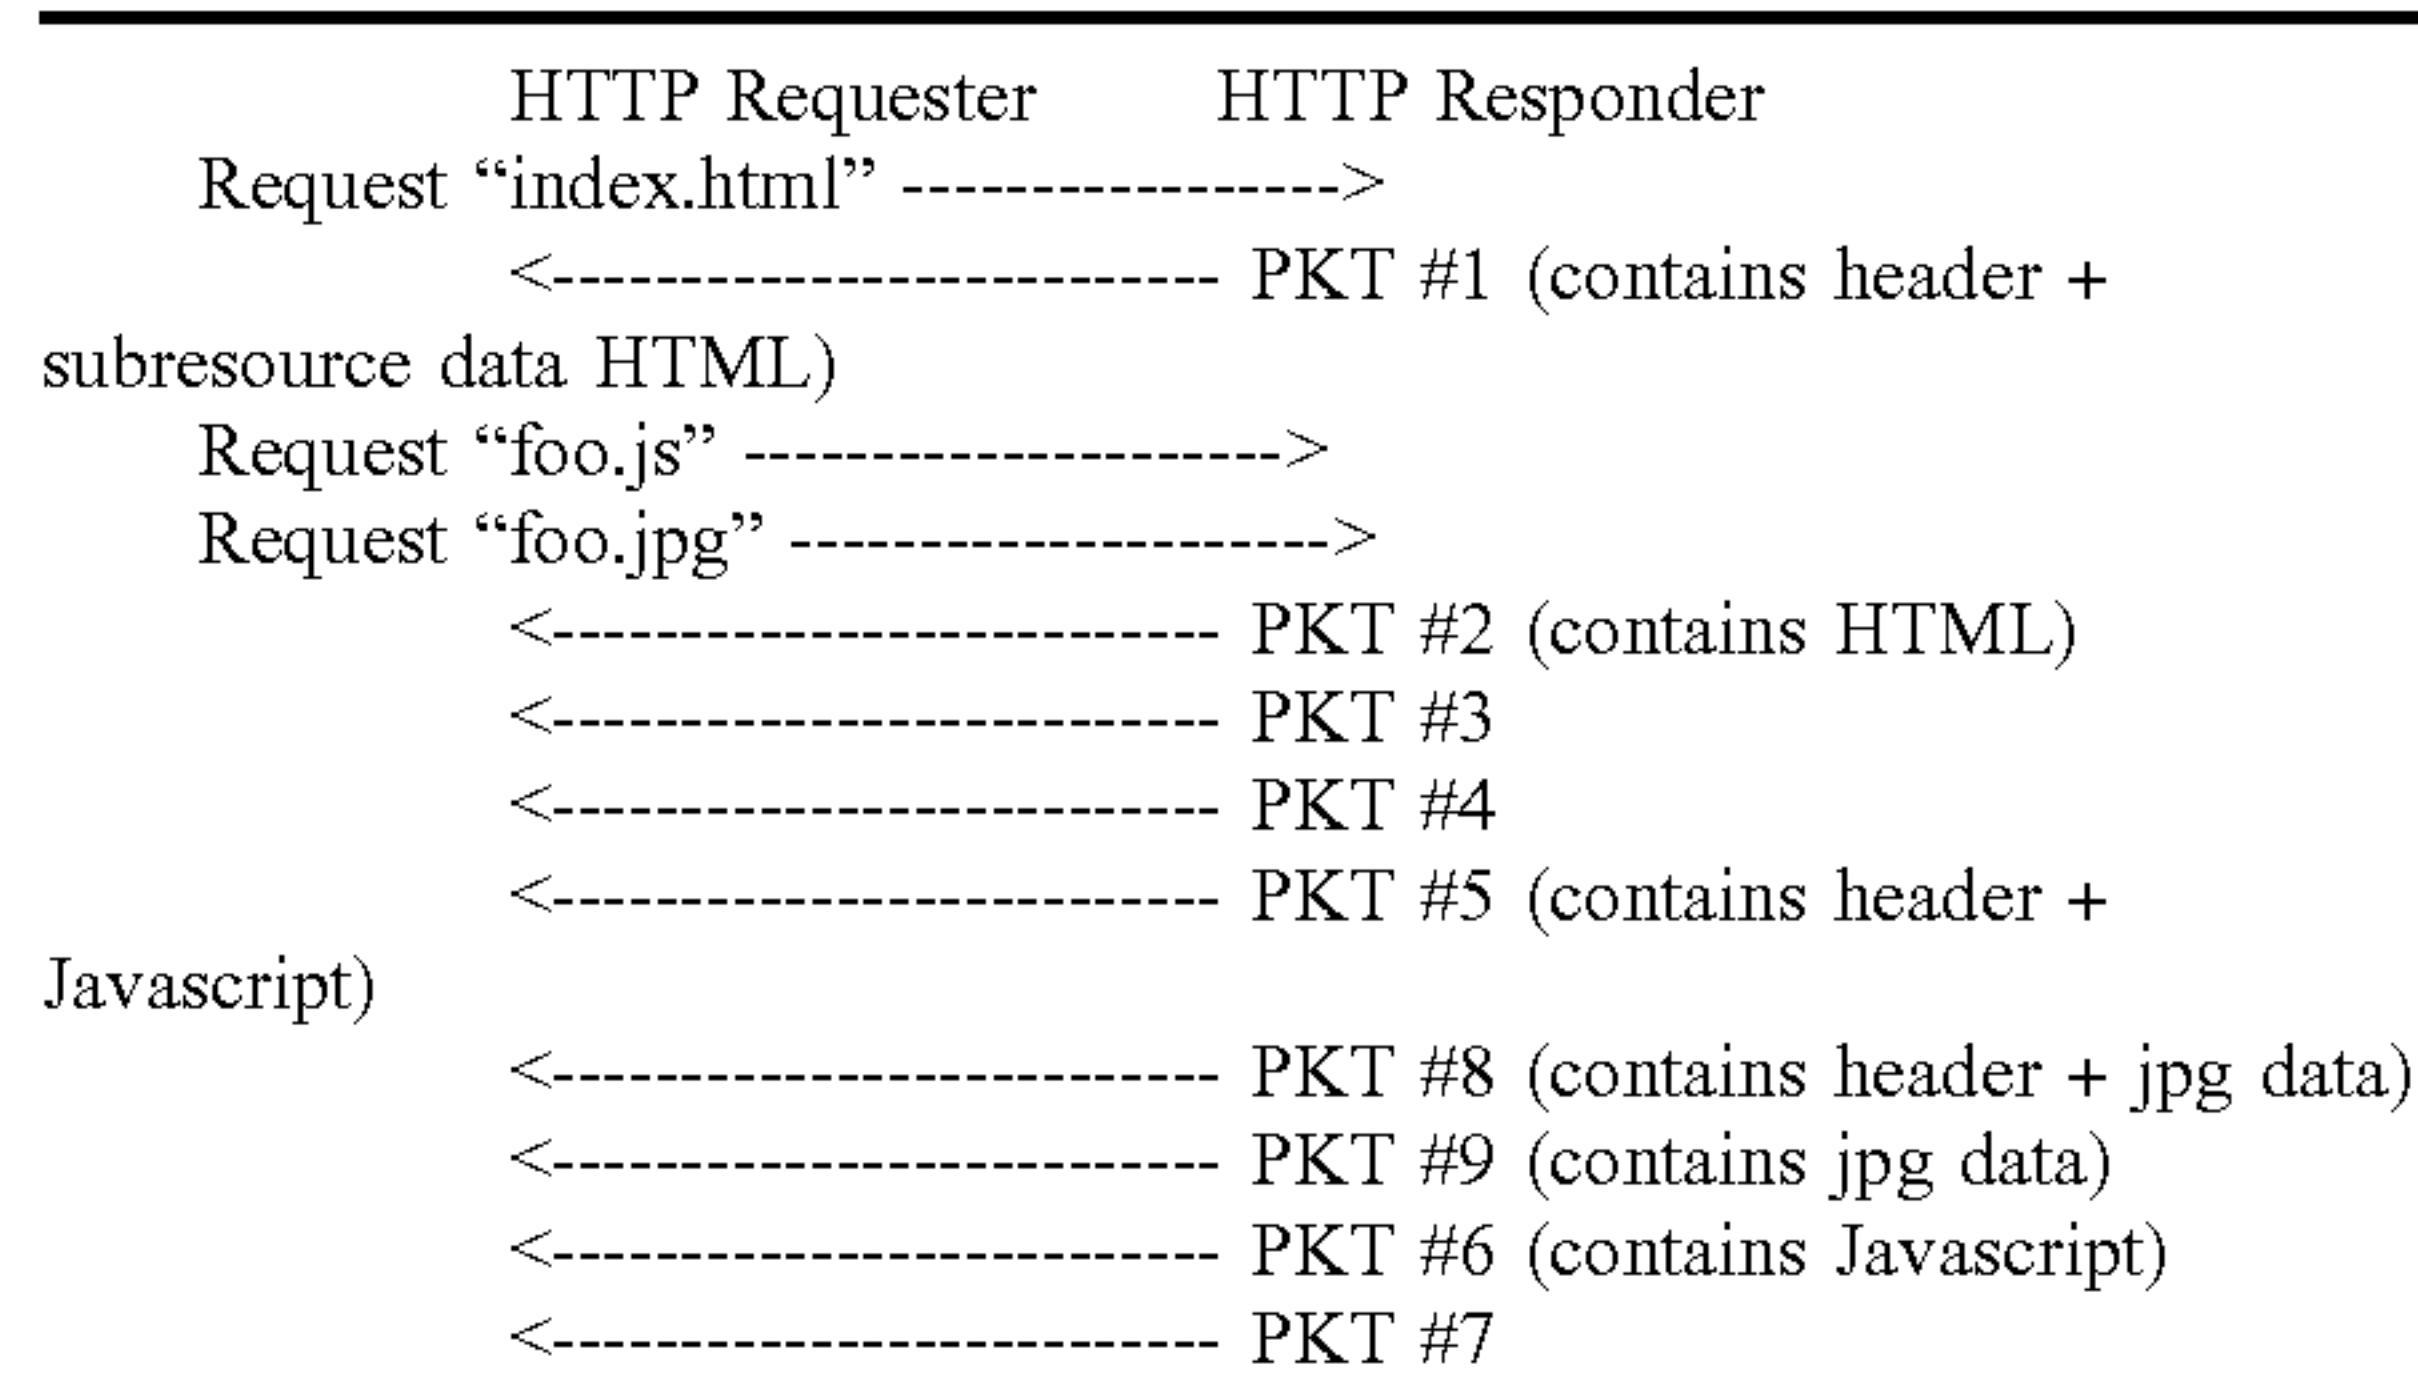 HTTP Requester HTTP Responder
Request “index.html” ----------------->
<-------------------------- PKT #1 (contains header +
subresource data HTML)
Request “foo.js” --------------------->
Request “foo.jpg” --------------------->
<-------------------------- PKT #2 (contains HTML)
<-------------------------- PKT #3
<-------------------------- PKT #4
<-------------------------- PKT #5 (contains header +
Javascript)
<-------------------------- PKT #8 (contains header + jpg data)
<-------------------------- PKT #9 (contains jpg data)
<-------------------------- PKT #6 (contains Javascript)
<-------------------------- PKT #7